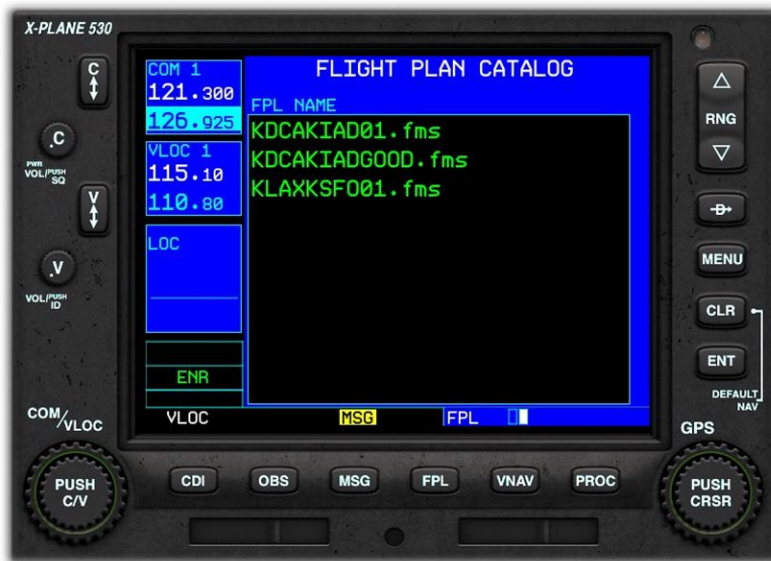 X-PLANE 530
C
.C
PWR
VOL/PUSH
SQ
V
.V
VOL/PUSH
ID
COM/VLOC
PUSH
C/V
COM 1
121.300
126.925
VLOC 1
115.10
110.80
LOC
ENR
VLOC
FLIGHT PLAN CATALOG
FPL NAME
KDCAKIAD01.fms
KDCAKIADGOOD.fms
KLAXKSFO01.fms
MSG
FPL
RNG
D
MENU
CLR
ENT
DEFAULT
NAV
GPS
PUSH
CRSR
CDI
OBS
MSG
FPL
VNAV
PROC